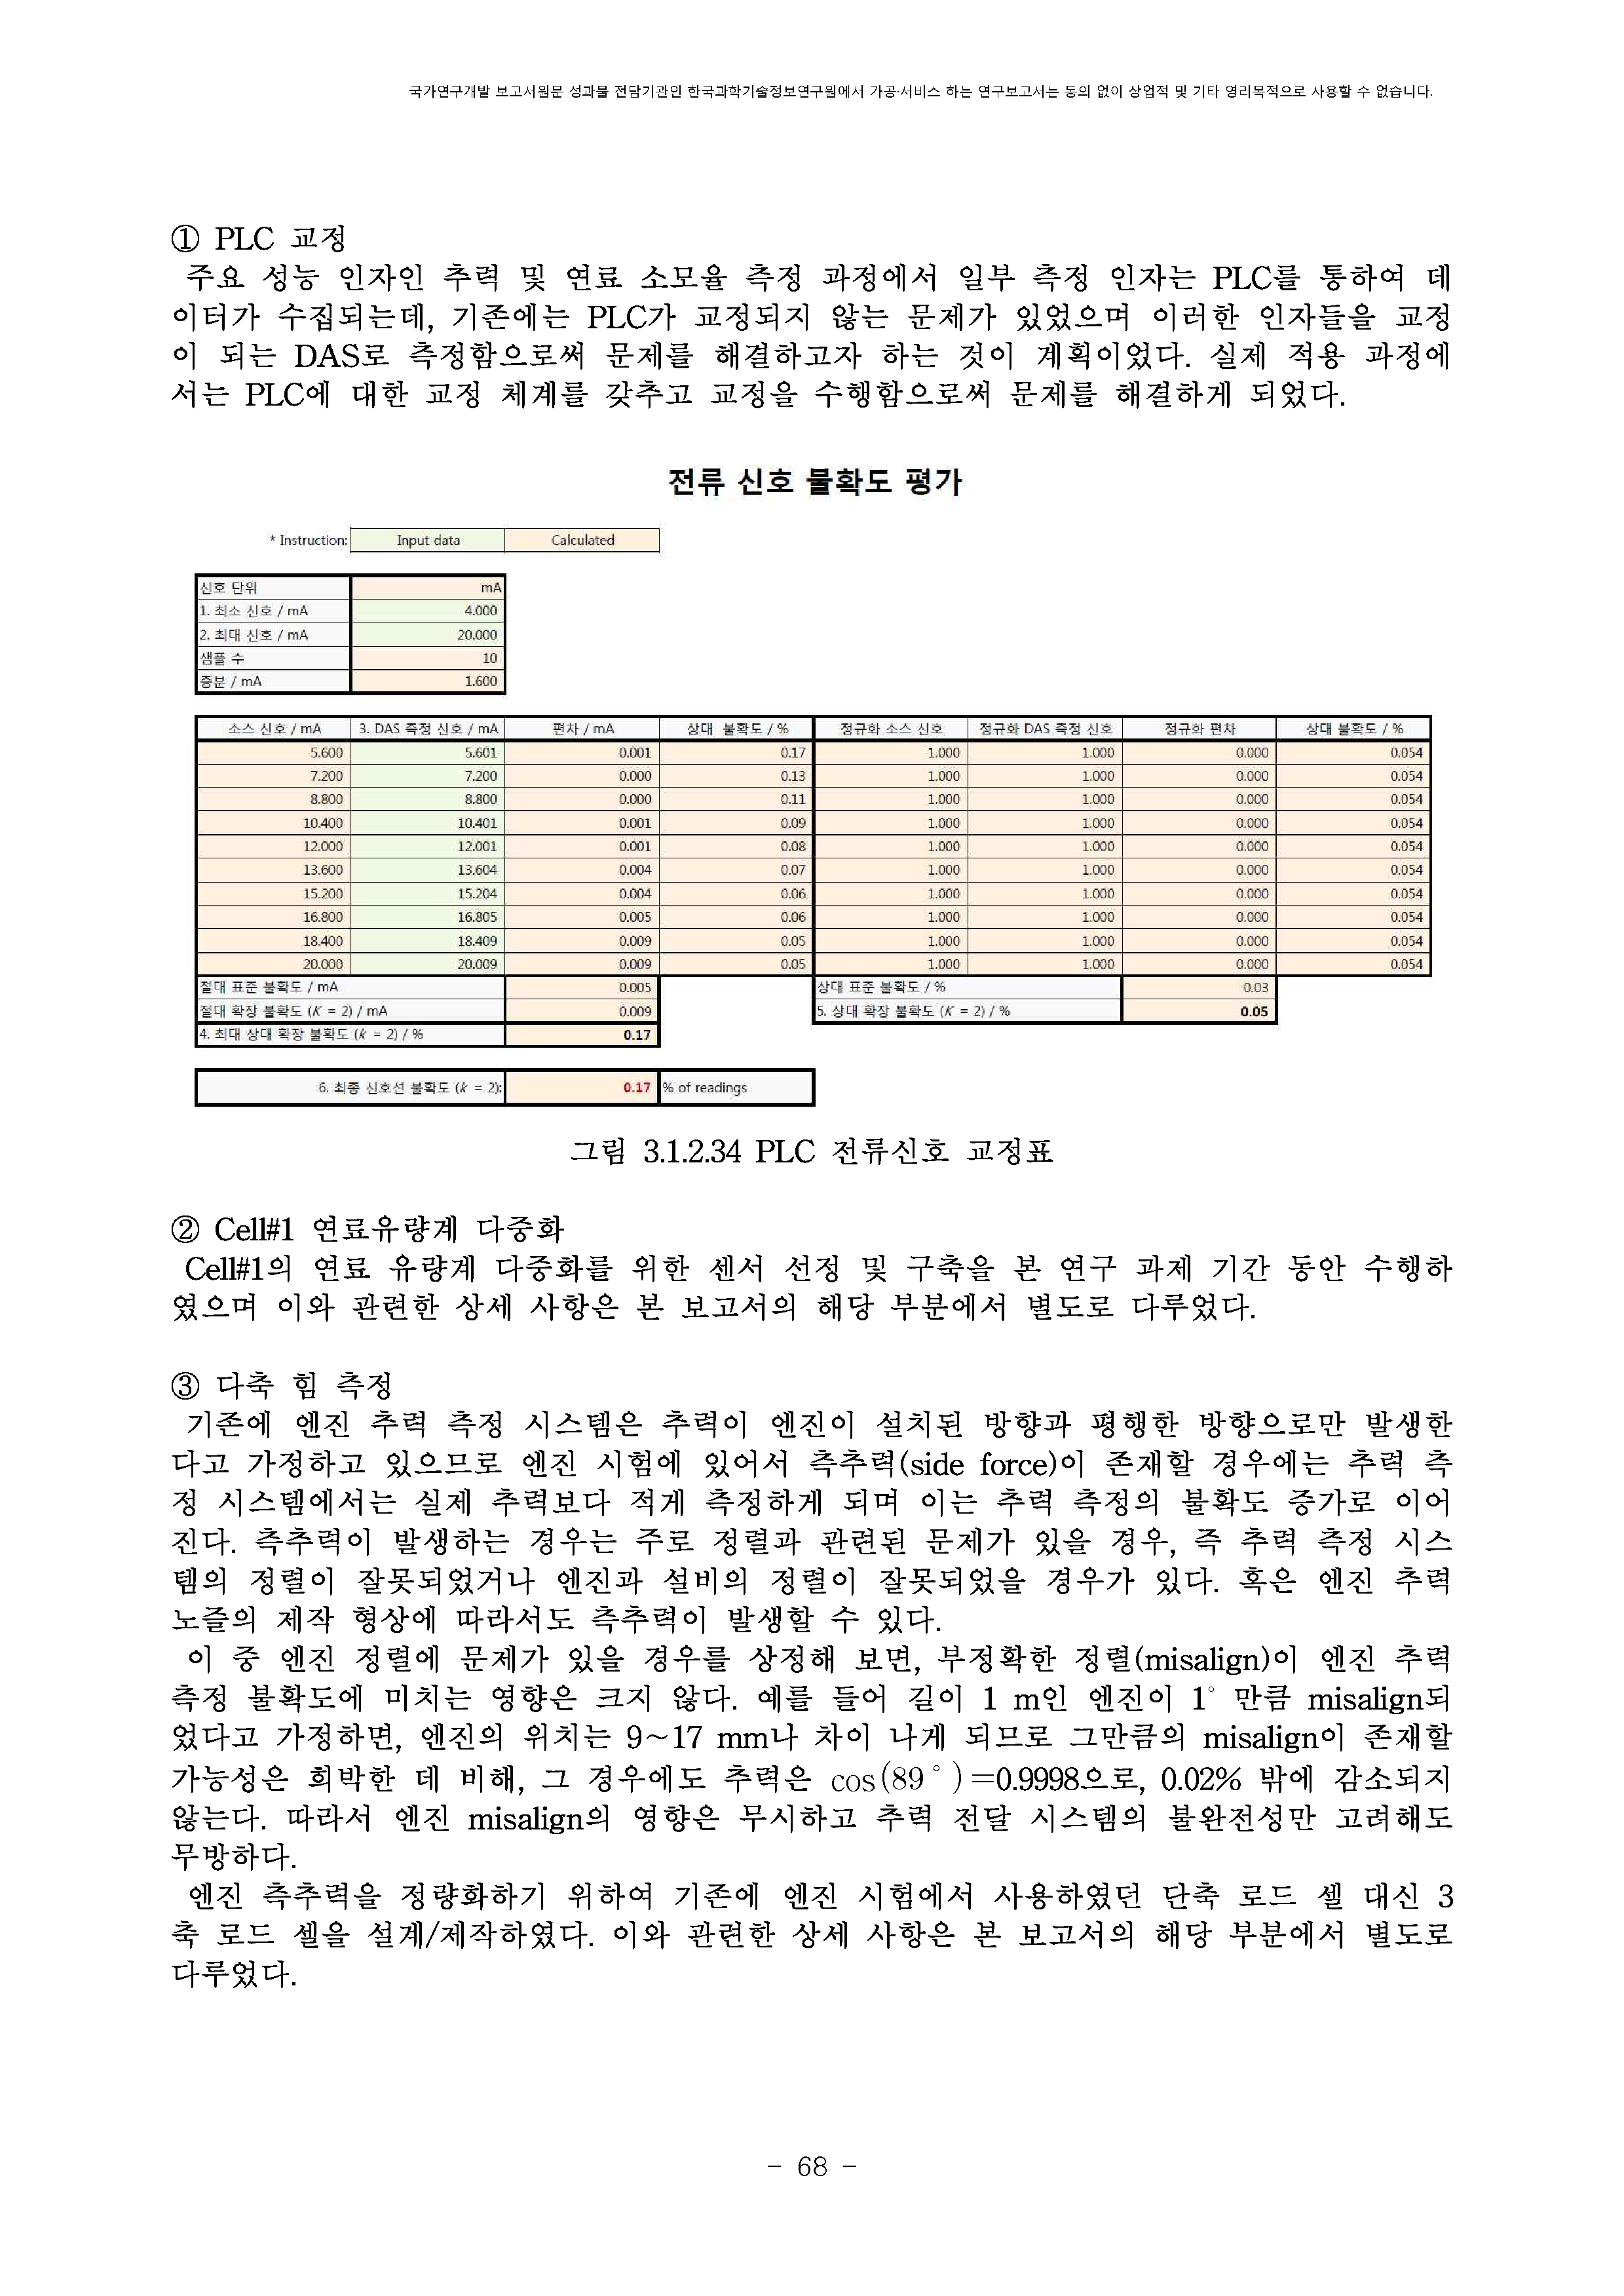 국가연구개발 보고서원문 성과물 전담기관인 한국과학기술정보연구원에서 가공·서비스 하는 연구보고서는 동의 없이 상업적 및 기타 영리목적으로 사용할 수 없습니다.
① PLC 교정
주요 성능 인자인 추력 및 연료 소모율 측정 과정에서 일부 측정 인자는 PLC를 통하여 데
이터가 수집되는데, 기존에는 PLC가 교정되지 않는 문제가 있었으며 이러한 인자들을 교정
이 되는 DAS로 측정함으로써 문제를 해결하고자 하는 것이 계획이었다. 실제 적용 과정에
서는 PLC에 대한 교정 체계를 갖추고 교정을 수행함으로써 문제를 해결하게 되었다.
전류 신호 불확도 평가
* Instruction: Input data Calculated
신호 단위 mA
1. 최소 신호 / mA 4.000
2. 최대 신호 / mA 20.000
샘플 수 10
증분 / mA 1.600
소스 신호 / mA 3. DAS 측정 신호 / mA 편차 / mA 상대 불확도 / % 정규화 소스 신호 정규화 DAS 측정 신호 정규화 편차 상대 불확도 / %
5.600 5.601 0.001 0.17 1.000 1.000 0.000 0.054
7.200 7.200 0.000 0.13 1.000 1.000 0.000 0.054
8.800 8.800 0.000 0.11 1.000 1.000 0.000 0.054
10.400 10.401 0.001 0.09 1.000 1.000 0.000 0.054
12.000 12.001 0.001 0.08 1.000 1.000 0.000 0.054
13.600 13.604 0.004 0.07 1.000 1.000 0.000 0.054
15.200 15.204 0.004 0.06 1.000 1.000 0.000 0.054
16.800 16.805 0.005 0.06 1.000 1.000 0.000 0.054
18.400 18.409 0.009 0.05 1.000 1.000 0.000 0.054
20.000 20.009 0.009 0.05 1.000 1.000 0.000 0.054
절대 표준 불확도 / mA 0.005 상대 표준 불확도 / % 0.03
절대 확장 불확도 (K = 2) / mA 0.009 5. 상대 확장 불확도 (K = 2) / % 0.05
4. 최대 상대 확장 불확도 (k = 2) / % 0.17
6. 최종 신호선 불확도 (k = 2): 0.17 % of readings
그림 3.1.2.34 PLC 전류신호 교정표
② Cell#1 연료유량계 다중화
Cell#1의 연료 유량계 다중화를 위한 센서 선정 및 구축을 본 연구 과제 기간 동안 수행하
였으며 이와 관련한 상세 사항은 본 보고서의 해당 부분에서 별도로 다루었다.
③ 다축 힘 측정
기존에 엔진 추력 측정 시스템은 추력이 엔진이 설치된 방향과 평행한 방향으로만 발생한
다고 가정하고 있으므로 엔진 시험에 있어서 측추력(side force)이 존재할 경우에는 추력 측
정 시스템에서는 실제 추력보다 적게 측정하게 되며 이는 추력 측정의 불확도 증가로 이어
진다. 측추력이 발생하는 경우는 주로 정렬과 관련된 문제가 있을 경우, 즉 추력 측정 시스
템의 정렬이 잘못되었거나 엔진과 설비의 정렬이 잘못되었을 경우가 있다. 혹은 엔진 추력
노즐의 제작 형상에 따라서도 측추력이 발생할 수 있다.
이 중 엔진 정렬에 문제가 있을 경우를 상정해 보면, 부정확한 정렬(misalign)이 엔진 추력
측정 불확도에 미치는 영향은 크지 않다. 예를 들어 길이 1 m인 엔진이 1° 만큼 misalign되
었다고 가정하면, 엔진의 위치는 9~17 mm나 차이 나게 되므로 그만큼의 misalign이 존재할
가능성은 희박한 데 비해, 그 경우에도 추력은 cos(89°)=0.9998으로, 0.02% 밖에 감소되지
않는다. 따라서 엔진 misalign의 영향은 무시하고 추력 전달 시스템의 불완전성만 고려해도
무방하다.
엔진 측추력을 정량화하기 위하여 기존에 엔진 시험에서 사용하였던 단축 로드 셀 대신 3
축 로드 셀을 설계/제작하였다. 이와 관련한 상세 사항은 본 보고서의 해당 부분에서 별도로
다루었다.
- 68 -